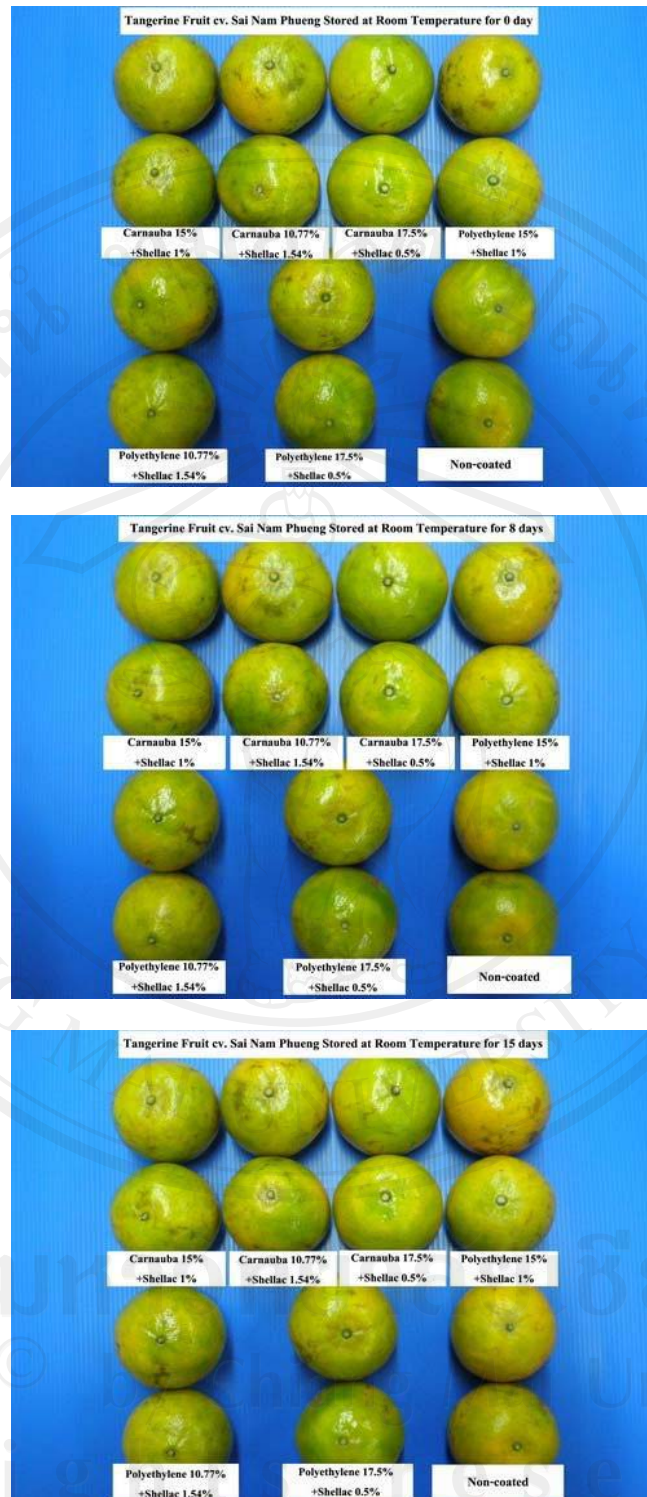 Tangerine Fruit cv. Sai Nam Phueng Stored at Room Temperature for 0 day
Carnauba 15%
+Shellac 1%
Carnauba 10.77%
+Shellac 1.54%
Carnauba 17.5%
+Shellac 0.5%
Polyethylene 15%
+Shellac 1%
Polyethylene 10.77%
+Shellac 1.54%
Polyethylene 17.5%
+Shellac 0.5%
Non-coated
Tangerine Fruit cv. Sai Nam Phueng Stored at Room Temperature for 8 days
Carnauba 15%
+Shellac 1%
Carnauba 10.77%
+Shellac 1.54%
Carnauba 17.5%
+Shellac 0.5%
Polyethylene 15%
+Shellac 1%
Polyethylene 10.77%
+Shellac 1.54%
Polyethylene 17.5%
+Shellac 0.5%
Non-coated
Tangerine Fruit cv. Sai Nam Phueng Stored at Room Temperature for 15 days
Carnauba 15%
+Shellac 1%
Carnauba 10.77%
+Shellac 1.54%
Carnauba 17.5%
+Shellac 0.5%
Polyethylene 15%
+Shellac 1%
Polyethylene 10.77%
+Shellac 1.54%
Polyethylene 17.5%
+Shellac 0.5%
Non-coated